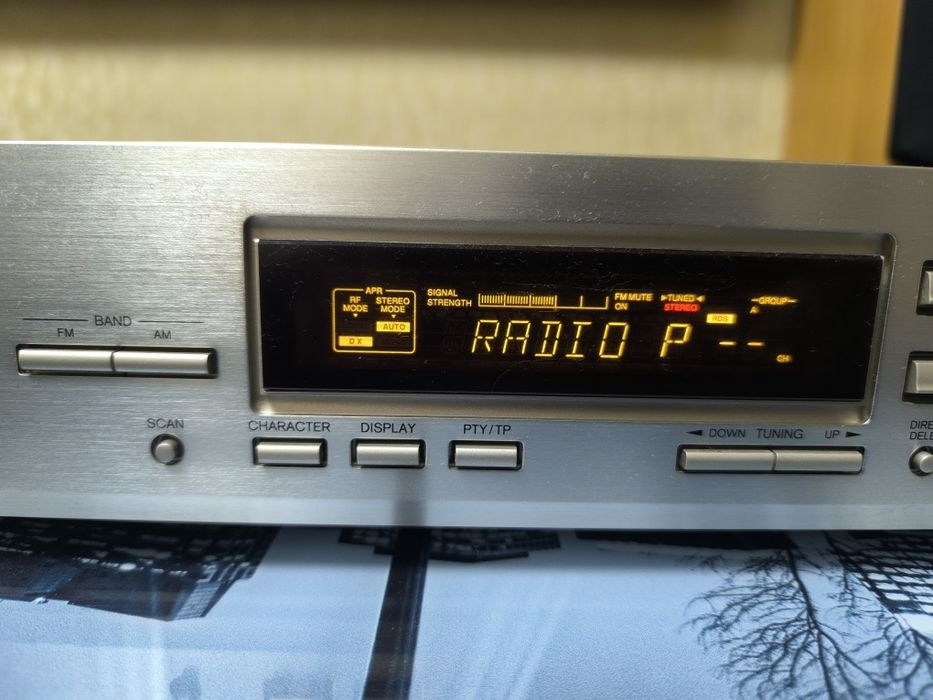 APR
RF MODE
STEREO MODE
AUTO
DX
SIGNAL STRENGTH
FM MUTE ON
TUNED
STEREO
RDS
GROUP
A
RADIO P --
CH
BAND
FM AM
SCAN
CHARACTER
DISPLAY
PTY/TP
DOWN TUNING UP